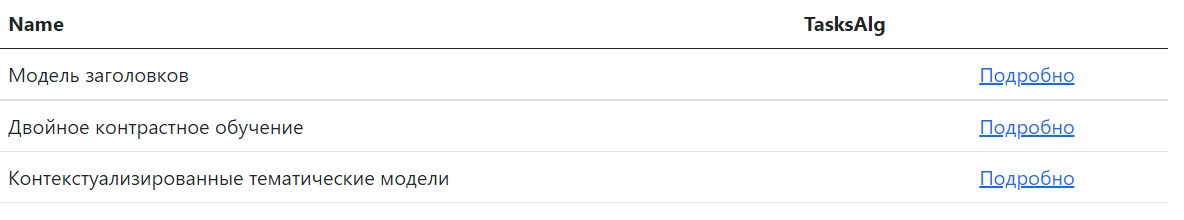 Name TasksAlg
Модель заголовков Подробно
Двойное контрастное обучение Подробно
Контекстуализированные тематические модели Подробно